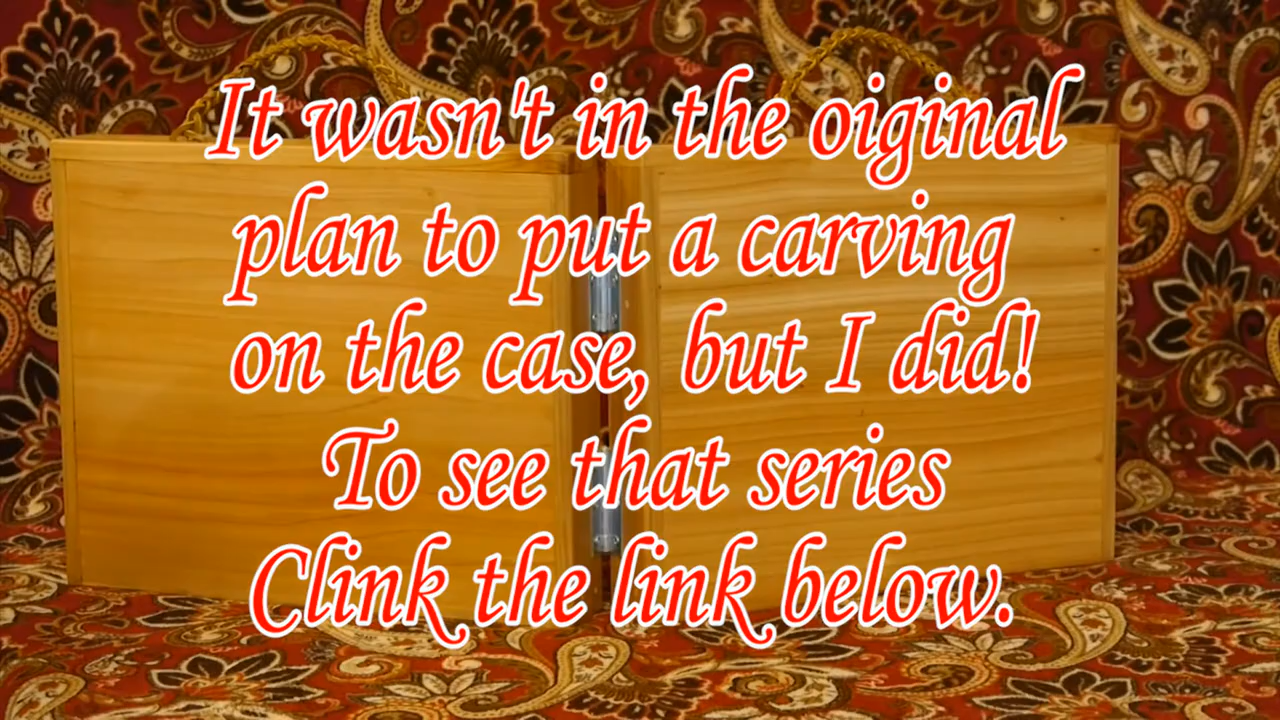 It wasn't in the oiginal
plan to put a carving
on the case, but I did!
To see that series
Clink the link below.